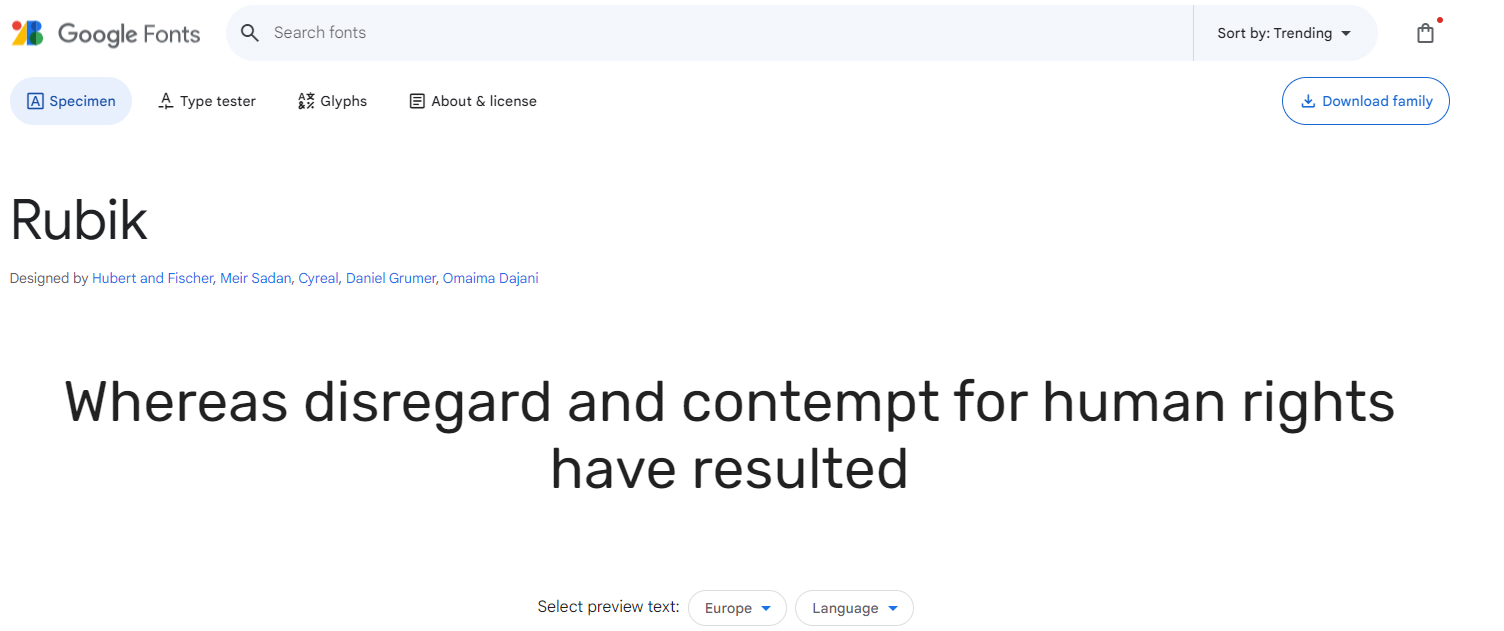 Google Fonts
Search fonts
Sort by: Trending
Specimen
Type tester
Glyphs
About & license
Download family
Rubik
Designed by Hubert and Fischer, Meir Sadan, Cyreal, Daniel Grumer, Omaima Dajani
Whereas disregard and contempt for human rights
have resulted
Select preview text:
Europe
Language